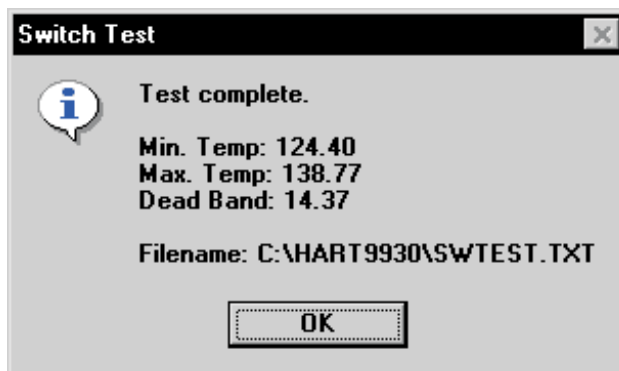 Switch Test
Test complete.
Min. Temp: 124.40
Max. Temp: 138.77
Dead Band: 14.37
Filename: C:\HART9930\SWTEST.TXT
OK